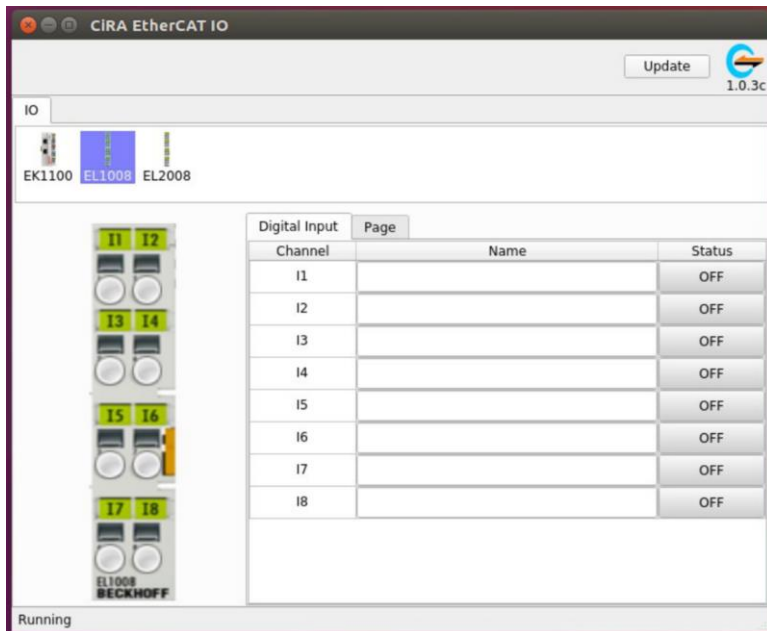 CiRA EtherCAT IO
Update
1.0.3c
IO
EK1100 EL1008 EL2008
Digital Input Page
Channel Name Status
I1 OFF
I2 OFF
I3 OFF
I4 OFF
I5 OFF
I6 OFF
I7 OFF
I8 OFF
I1 I2
I3 I4
I5 I6
I7 I8
EL1008
BECKHOFF
Running